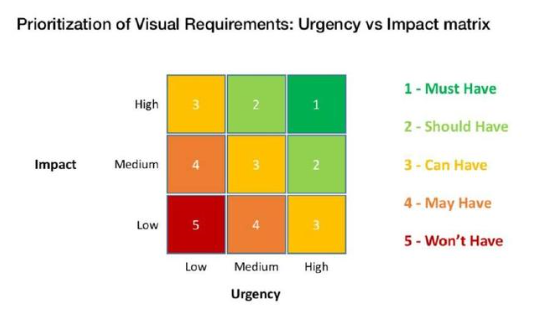 Prioritization of Visual Requirements: Urgency vs Impact matrix
High 3 2 1
1 - Must Have
2 - Should Have
Impact Medium 4 3 2
3 - Can Have
4 - May Have
Low 5 4 3
5 - Won't Have
Low Medium High
Urgency